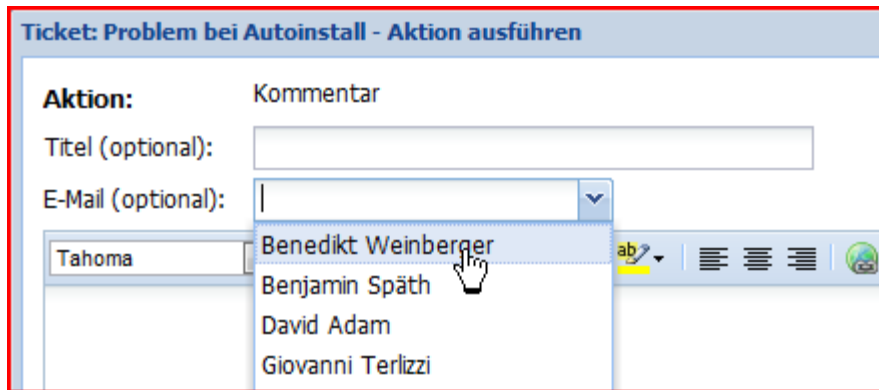 Ticket: Problem bei Autoinstall - Aktion ausführen
Aktion: Kommentar
Titel (optional):
E-Mail (optional):
Benedikt Weinberger
Tahoma
ab
Benjamin Späth
David Adam
Giovanni Terlizzi